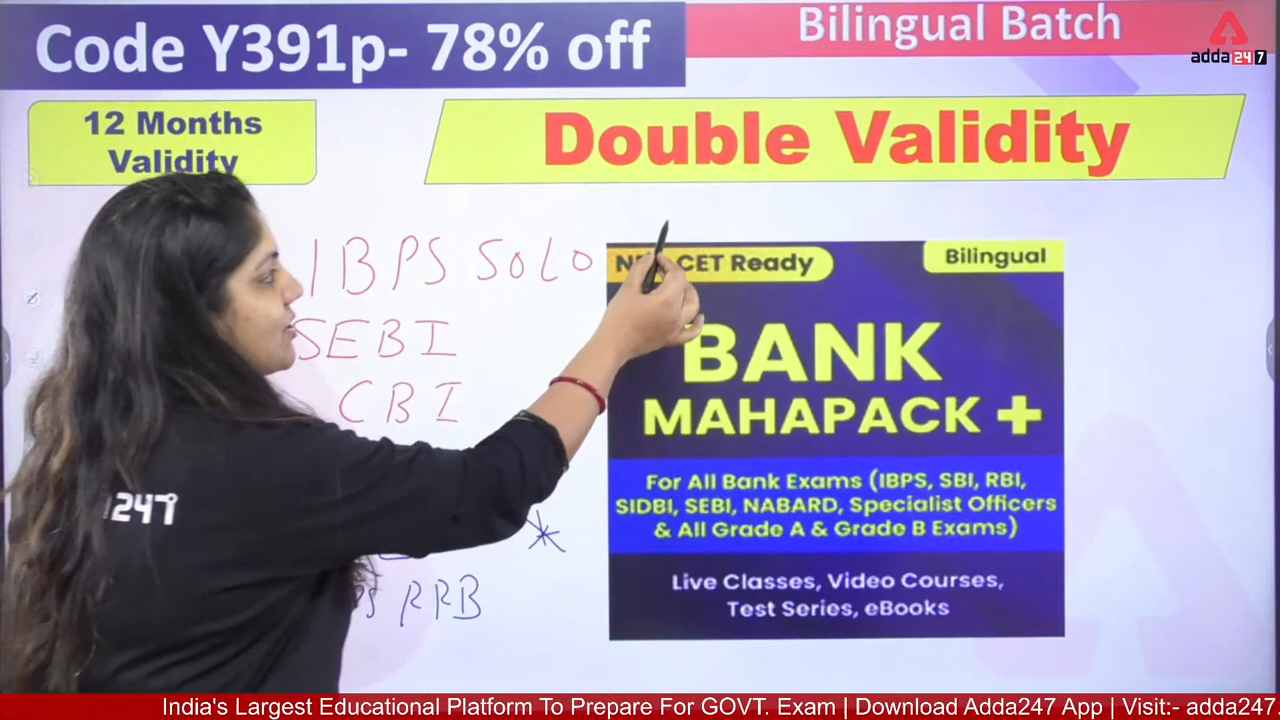 Code Y391p- 78% off
Bilingual Batch
adda 24 7
12 Months
Validity
Double Validity
IBPS SOLO
SEBI
CBI
RRB
CET Ready
Bilingual
BANK
MAHAPACK +
For All Bank Exams (IBPS, SBI, RBI,
SIDBI, SEBI, NABARD, Specialist Officers
& All Grade A & Grade B Exams)
Live Classes, Video Courses,
Test Series, eBooks
247
India's Largest Educational Platform To Prepare For GOVT. Exam | Download Adda247 App | Visit:- adda247